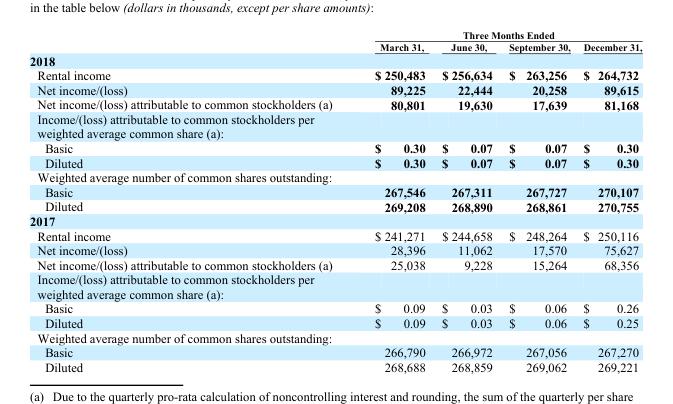 in the table below (dollars in thousands, except per share amounts):
Three Months Ended
March 31, June 30, September 30, December 31,
2018
Rental income $ 250,483 $ 256,634 $ 263,256 $ 264,732
Net income/(loss) 89,225 22,444 20,258 89,615
Net income/(loss) attributable to common stockholders (a) 80,801 19,630 17,639 81,168
Income/(loss) attributable to common stockholders per
weighted average common share (a):
Basic $ 0.30 $ 0.07 $ 0.07 $ 0.30
Diluted $ 0.30 $ 0.07 $ 0.07 $ 0.30
Weighted average number of common shares outstanding:
Basic 267,546 267,311 267,727 270,107
Diluted 269,208 268,890 268,861 270,755
2017
Rental income $ 241,271 $ 244,658 $ 248,264 $ 250,116
Net income/(loss) 28,396 11,062 17,570 75,627
Net income/(loss) attributable to common stockholders (a) 25,038 9,228 15,264 68,356
Income/(loss) attributable to common stockholders per
weighted average common share (a):
Basic $ 0.09 $ 0.03 $ 0.06 $ 0.26
Diluted $ 0.09 $ 0.03 $ 0.06 $ 0.25
Weighted average number of common shares outstanding:
Basic 266,790 266,972 267,056 267,270
Diluted 268,688 268,859 269,062 269,221
(a) Due to the quarterly pro-rata calculation of noncontrolling interest and rounding, the sum of the quarterly per share